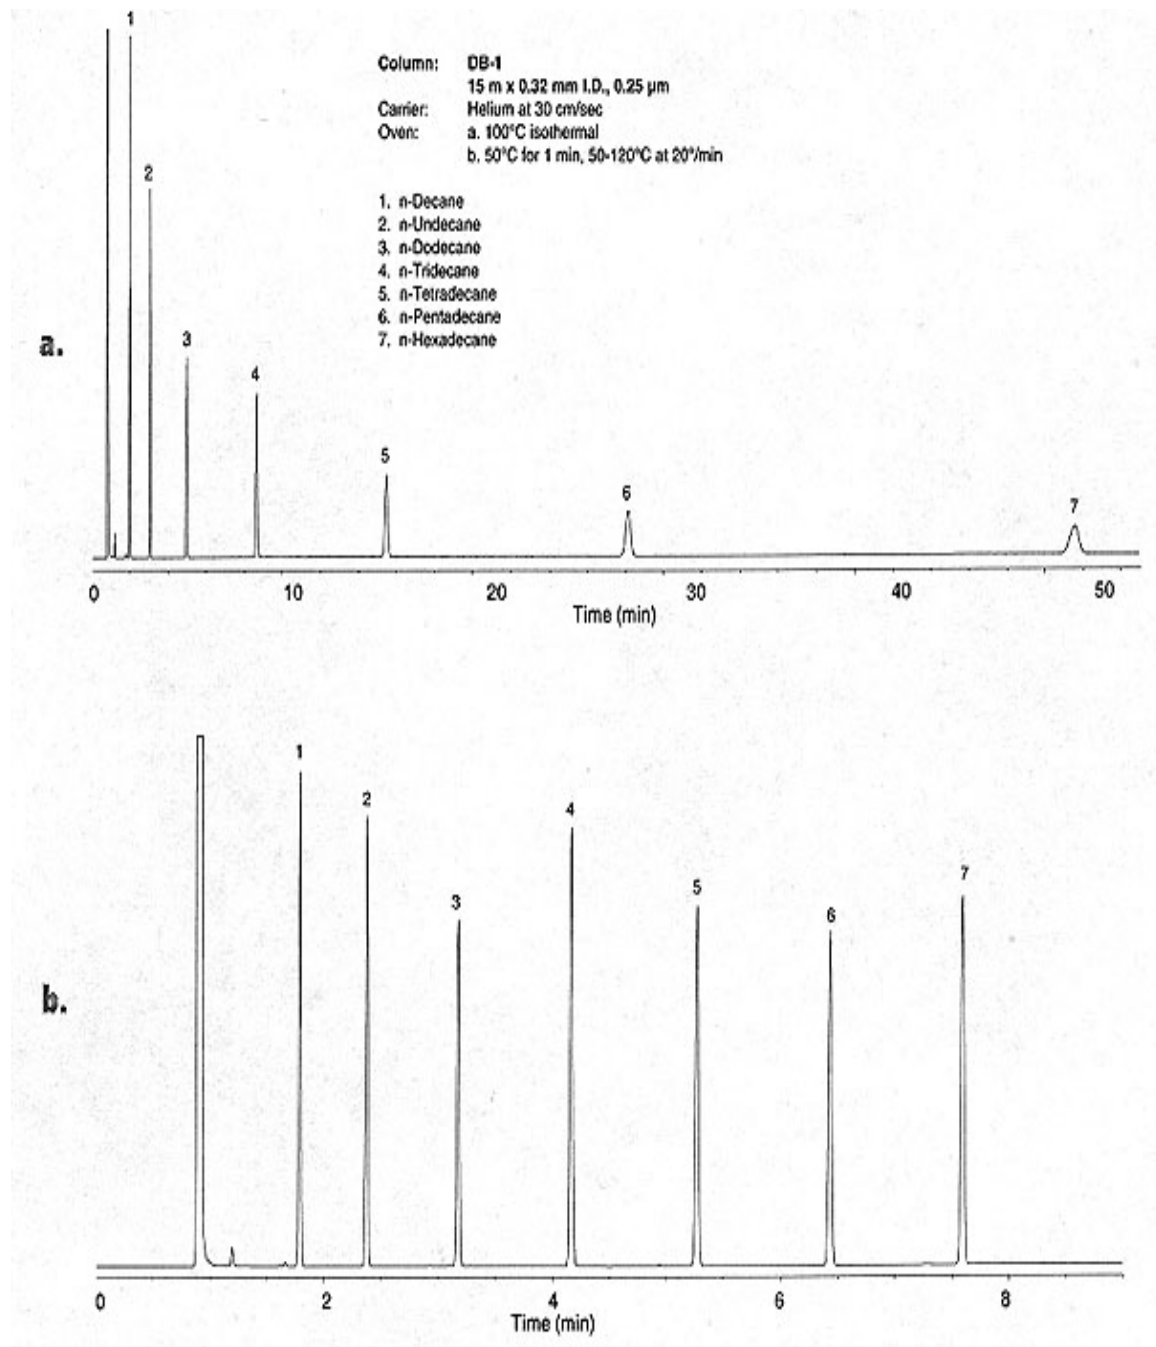 1
Column: DB-1
15 m x 0.32 mm I.D., 0.25 µm
Carrier: Helium at 30 cm/sec
Oven: a. 100°C isothermal
b. 50°C for 1 min, 50-120°C at 20°/min
2
1. n-Decane
2. n-Undecane
3. n-Dodecane
4. n-Tridecane
5. n-Tetradecane
6. n-Pentadecane
7. n-Hexadecane
a.
3
4
5
6
7
0 10 20 30 40 50
Time (min)
1
2
4
7
5
3
6
b.
0 2 4 6 8
Time (min)